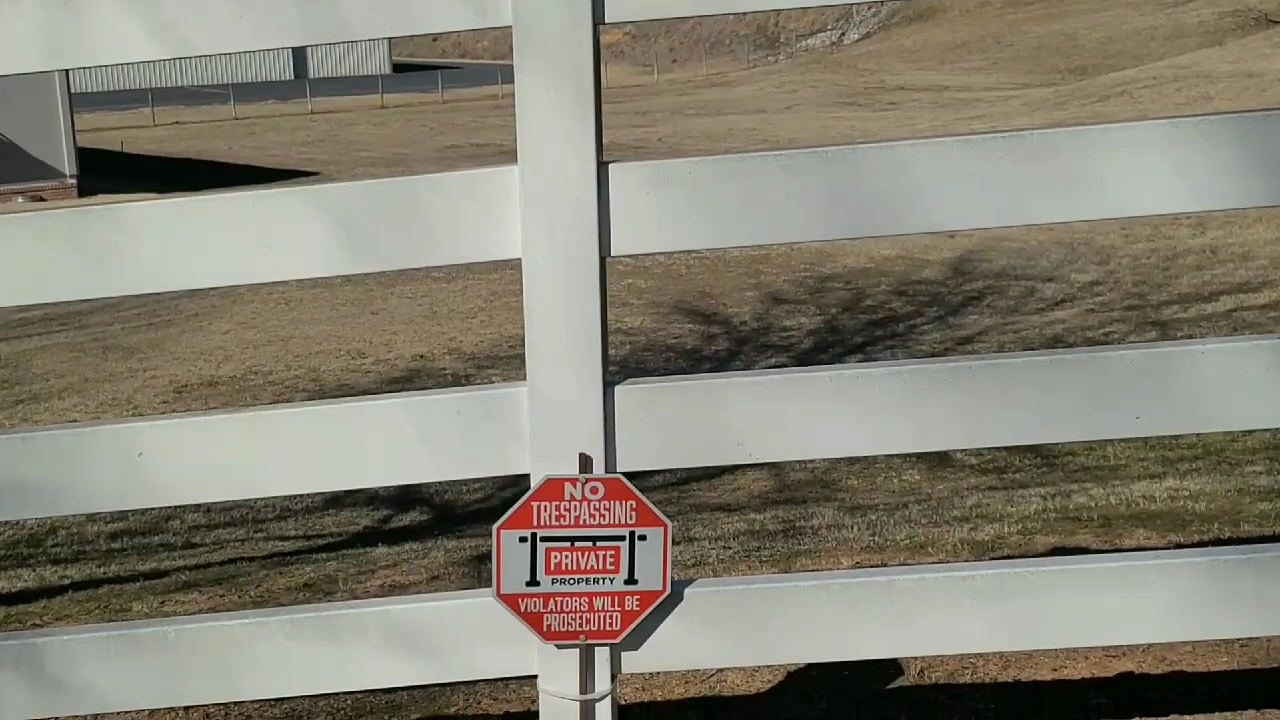 NO
TRESPASSING
PRIVATE
PROPERTY
VIOLATORS WILL BE
PROSECUTED